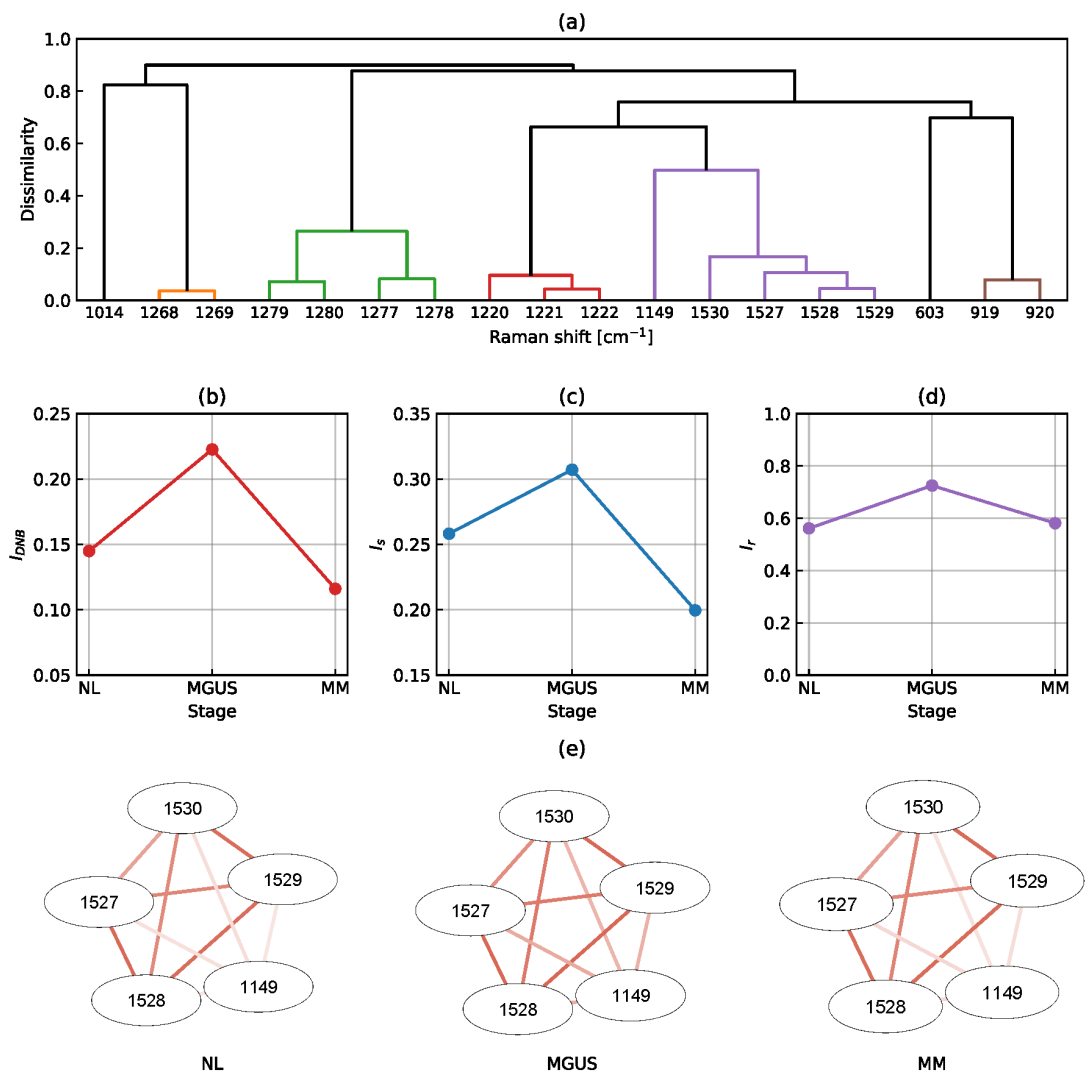 (a)
1.0
0.8
0.6
0.4
0.2
0.0
Dissimilarity
1014 1268 1269 1279 1280 1277 1278 1220 1221 1222 1149 1530 1527 1528 1529 603 919 920
Raman shift [cm⁻¹]
(b)
0.25
0.20
0.15
0.10
0.05
I_DNB
NL MGUS MM
Stage
(c)
0.35
0.30
0.25
0.20
0.15
I_s
NL MGUS MM
Stage
(d)
1.0
0.8
0.6
0.4
0.2
0.0
I_r
NL MGUS MM
Stage
(e)
1530
1529
1527
1149
1528
NL
1530
1529
1527
1149
1528
MGUS
1530
1529
1527
1149
1528
MM